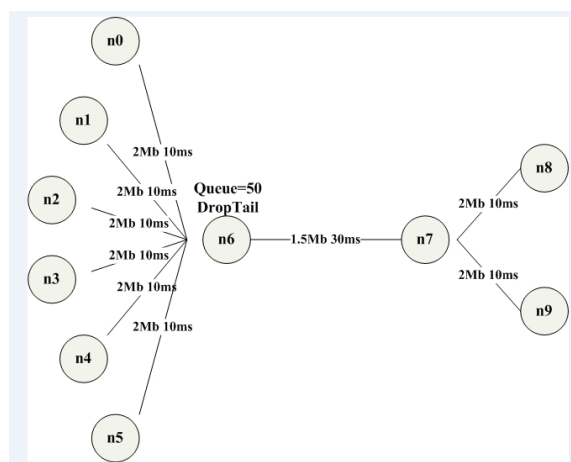 n0
2Mb 10ms
n1
2Mb 10ms
n2
2Mb 10ms
n3
2Mb 10ms
n4
2Mb 10ms
n5
2Mb 10ms
Queue=50
DropTail
n6
1.5Mb 30ms
n7
2Mb 10ms
n8
2Mb 10ms
n9